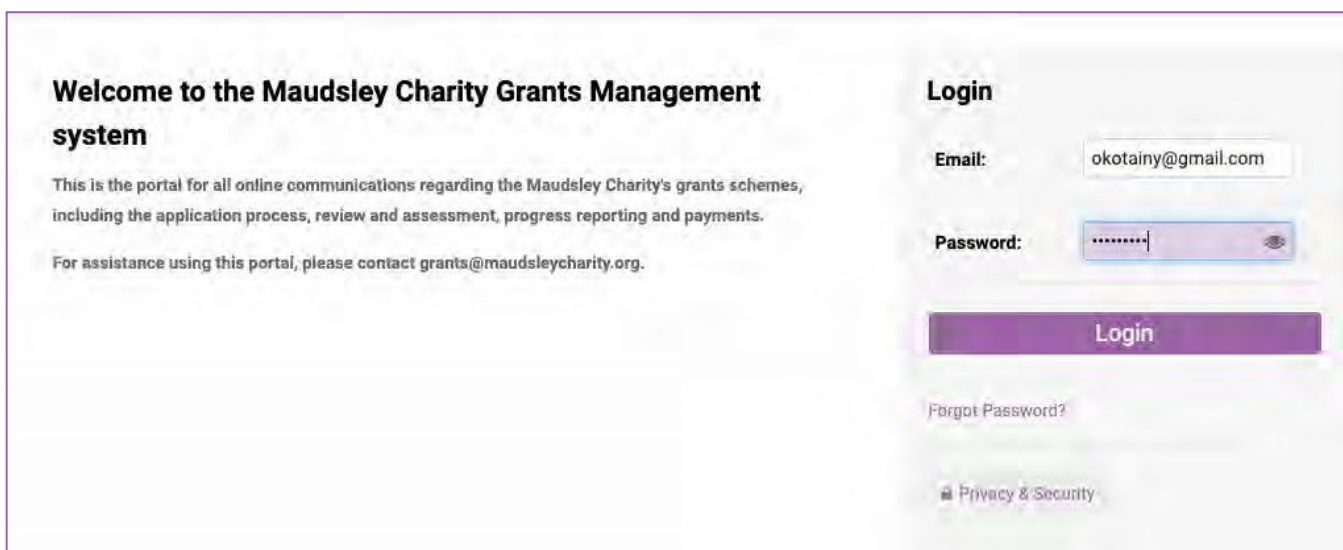 Welcome to the Maudsley Charity Grants Management
system
This is the portal for all online communications regarding the Maudsley Charity's grants schemes,
including the application process, review and assessment, progress reporting and payments.
For assistance using this portal, please contact grants@maudsleycharity.org.
Login
Email:
okotainy@gmail.com
Password:
•••••••••
Login
Forgot Password?
Privacy & Security